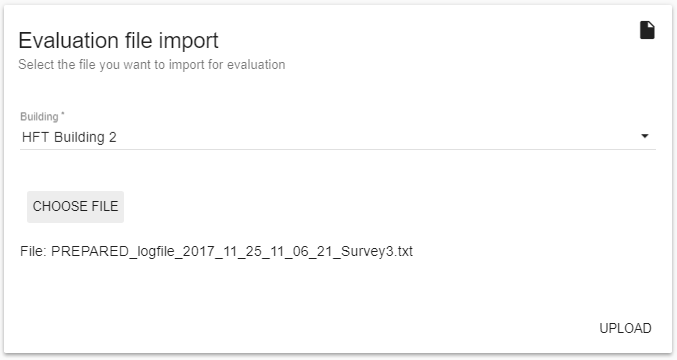 Evaluation file import
Select the file you want to import for evaluation
Building *
HFT Building 2
CHOOSE FILE
File: PREPARED_logfile_2017_11_25_11_06_21_Survey3.txt
UPLOAD